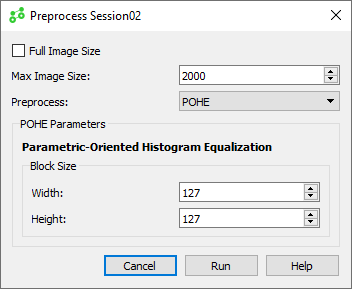 Preprocess Session02
Full Image Size
Max Image Size: 2000
Preprocess: POHE
POHE Parameters
Parametric-Oriented Histogram Equalization
Block Size
Width: 127
Height: 127
Cancel Run Help